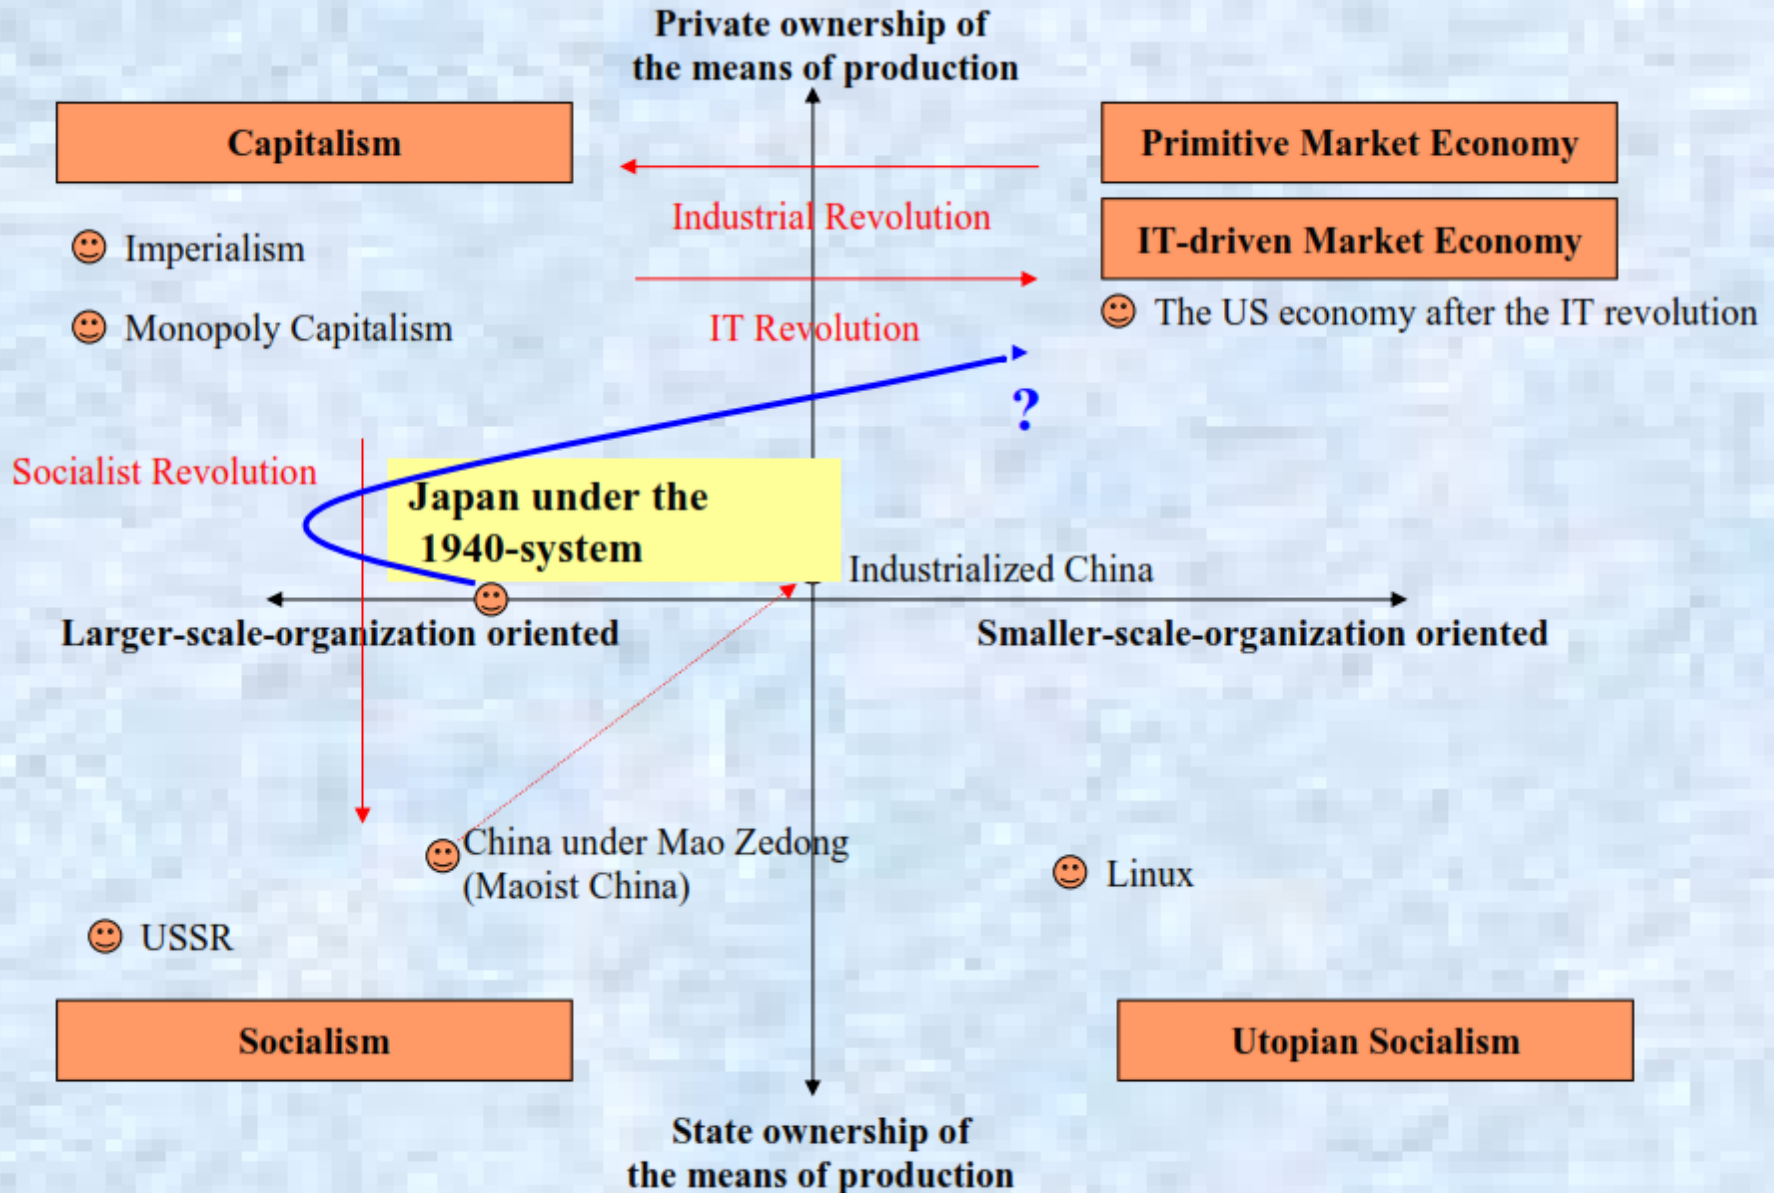 Private ownership of
the means of production
Capitalism
Primitive Market Economy
Industrial Revolution
IT-driven Market Economy
Imperialism
The US economy after the IT revolution
Monopoly Capitalism
IT Revolution
?
Socialist Revolution
Japan under the
1940-system
Industrialized China
Larger-scale-organization oriented
Smaller-scale-organization oriented
China under Mao Zedong
(Maoist China)
Linux
USSR
Socialism
Utopian Socialism
State ownership of
the means of production